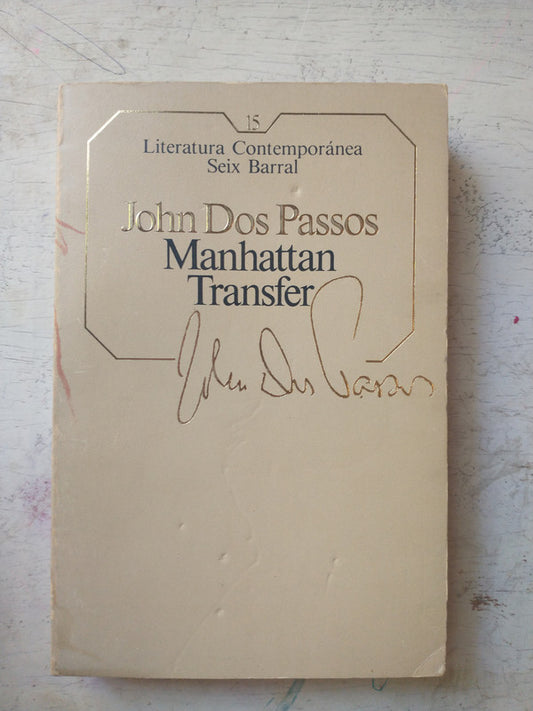 15
Literatura Contemporánea
Seix Barral
John Dos Passos
Manhattan
Transfer
John Dos Passos